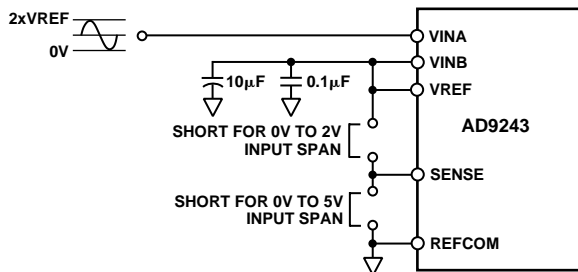 2xVREF
0V
VINA
VINB
10µF
0.1µF
VREF
SHORT FOR 0V TO 2V
INPUT SPAN
AD9243
SENSE
SHORT FOR 0V TO 5V
INPUT SPAN
REFCOM